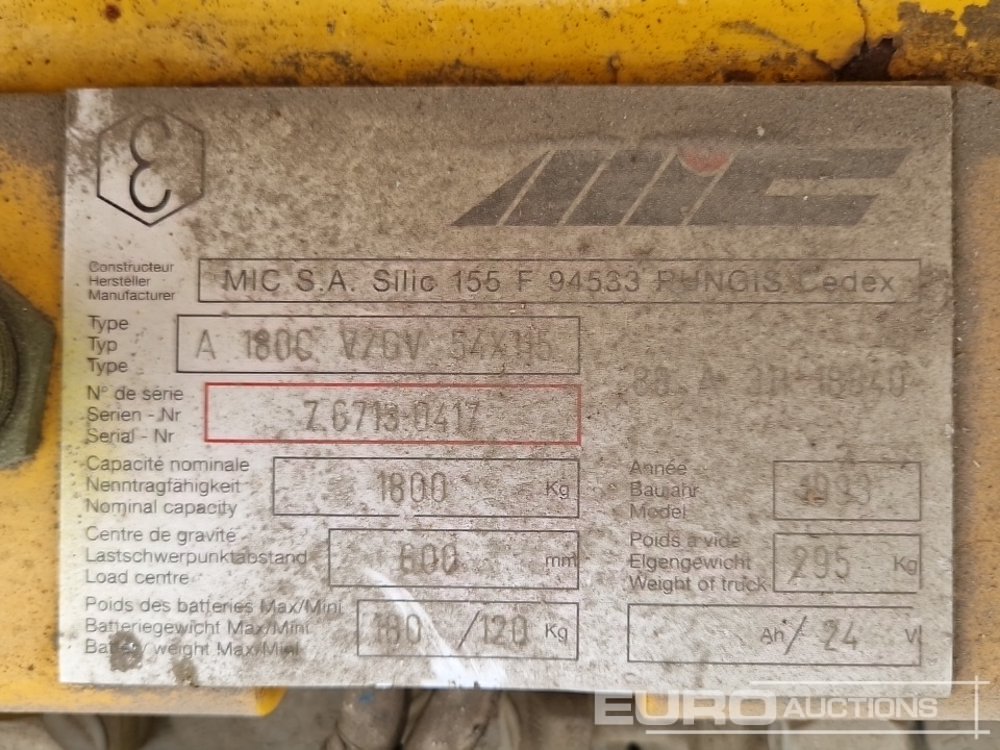 MIC
Constructeur
Hersteller
Manufacturer
MIC S.A. Silic 155 F 94533 RUNGIS Cedex
Type
Typ
Type
A 180C VZGV 54X115
N° de série
Serien - Nr
Serial - Nr
Z 6713-0417
Capacité nominale
Nenntragfähigkeit
Nominal capacity
1800 Kg
Année
Baujahr
Model
Centre de gravité
Lastschwerpunktabstand
Load centre
600 mm
Poids à vide
Eigengewicht
Weight of truck
295 Kg
Poids des batteries Max/Mini
Batteriegewicht Max/Mini
Battery weight Max/Mini
180 /120 Kg
Ah/ 24 V
EURO AUCTIONS